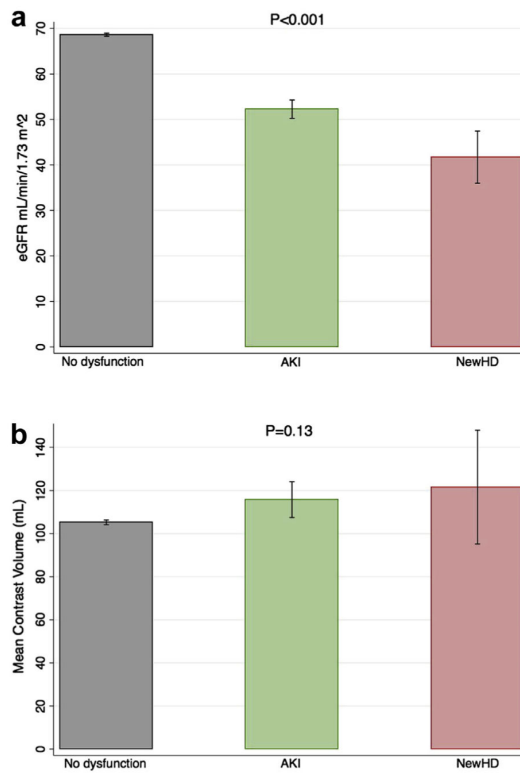 a
P<0.001
70
60
50
40
30
20
10
0
eGFR mL/min/1.73 m^2
No dysfunction AKI NewHD
b
P=0.13
140
120
100
80
60
40
20
0
Mean Contrast Volume (mL)
No dysfunction AKI NewHD